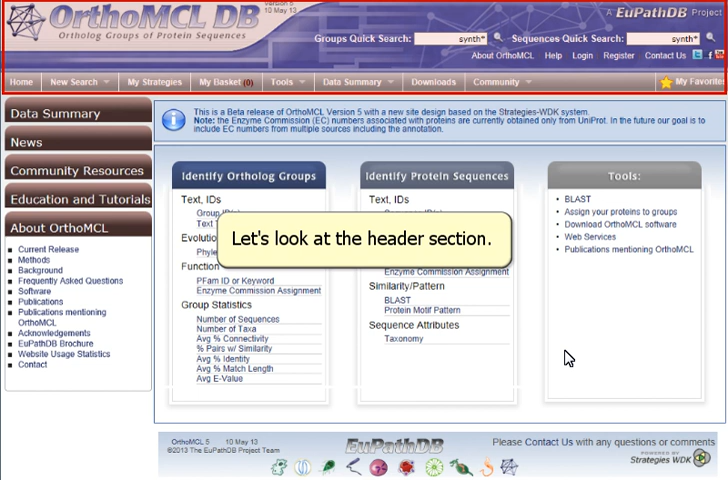 OrthoMCL DB
Version 5
10 May 13
Ortholog Groups of Protein Sequences
A EuPathDB Project
Groups Quick Search: synth* Sequences Quick Search: synth*
About OrthoMCL Help Login Register Contact Us
Home New Search My Strategies My Basket (0) Tools Data Summary Downloads Community My Favorites
Data Summary
News
Community Resources
Education and Tutorials
About OrthoMCL
Current Release
Methods
Background
Frequently Asked Questions
Software
Publications
Publications mentioning
OrthoMCL
Acknowledgements
EuPathDB Brochure
Website Usage Statistics
Contact
This is a Beta release of OrthoMCL Version 5 with a new site design based on the Strategies-WDK system.
Note: the Enzyme Commission (EC) numbers associated with proteins are currently obtained only from UniProt. In the future our goal is to
include EC numbers from multiple sources including the annotation.
Identify Ortholog Groups
Text, IDs
Function
PFam ID or Keyword
Enzyme Commission Assignment
Group Statistics
Number of Sequences
Number of Taxa
Avg % Connectivity
% Pairs w/ Similarity
Avg % Identity
Avg % Match Length
Avg E-Value
Identify Protein Sequences
Text, IDs
Enzyme Commission Assignment
Similarity/Pattern
BLAST
Protein Motif Pattern
Sequence Attributes
Taxonomy
Tools:
BLAST
Assign your proteins to groups
Download OrthoMCL software
Web Services
Publications mentioning OrthoMCL
Let's look at the header section.
OrthoMCL 5 10 May 13
©2013 The EuPathDB Project Team
EuPathDB
Please Contact Us with any questions or comments
POWERED BY
Strategies WDK